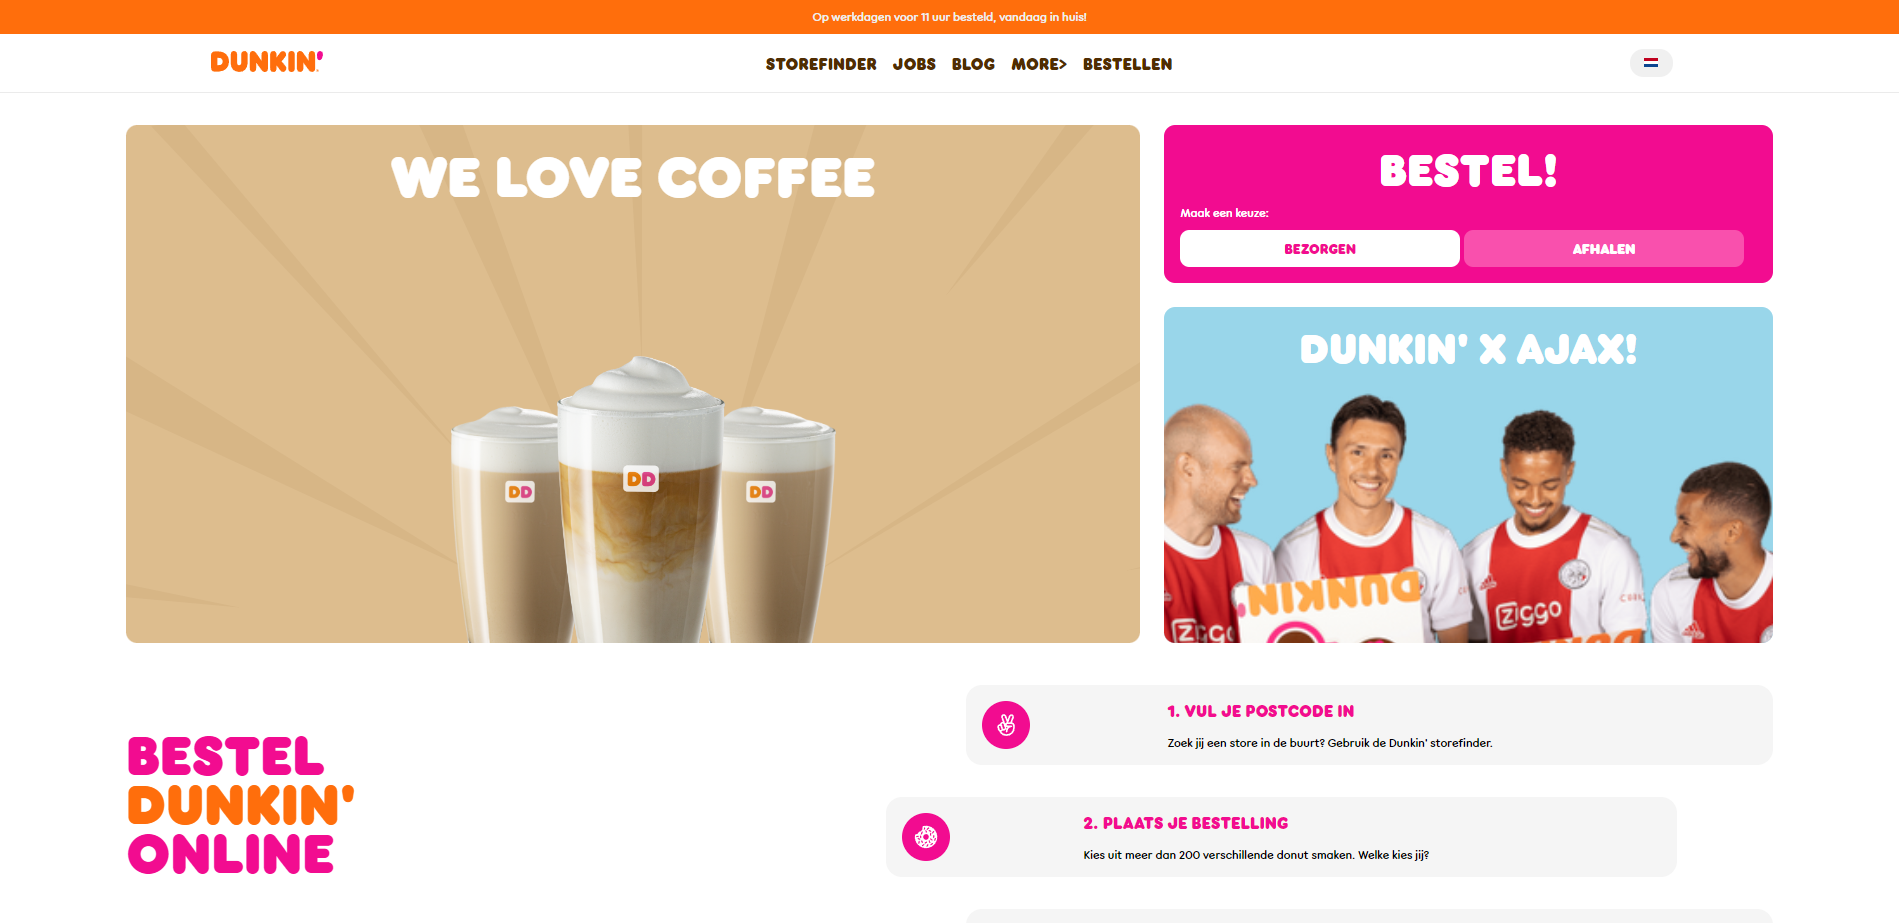 Op werkdagen voor 11 uur besteld, vandaag in huis!
DUNKIN'
STOREFINDER JOBS BLOG MORE> BESTELLEN
WE LOVE COFFEE
DD
DD
DD
BESTEL!
Maak een keuze:
BEZORGEN AFHALEN
DUNKIN' X AJAX!
DUNKIN'
Ziggo
BESTEL
DUNKIN'
ONLINE
1. VUL JE POSTCODE IN
Zoek jij een store in de buurt? Gebruik de Dunkin' storefinder.
2. PLAATS JE BESTELLING
Kies uit meer dan 200 verschillende donut smaken. Welke kies jij?